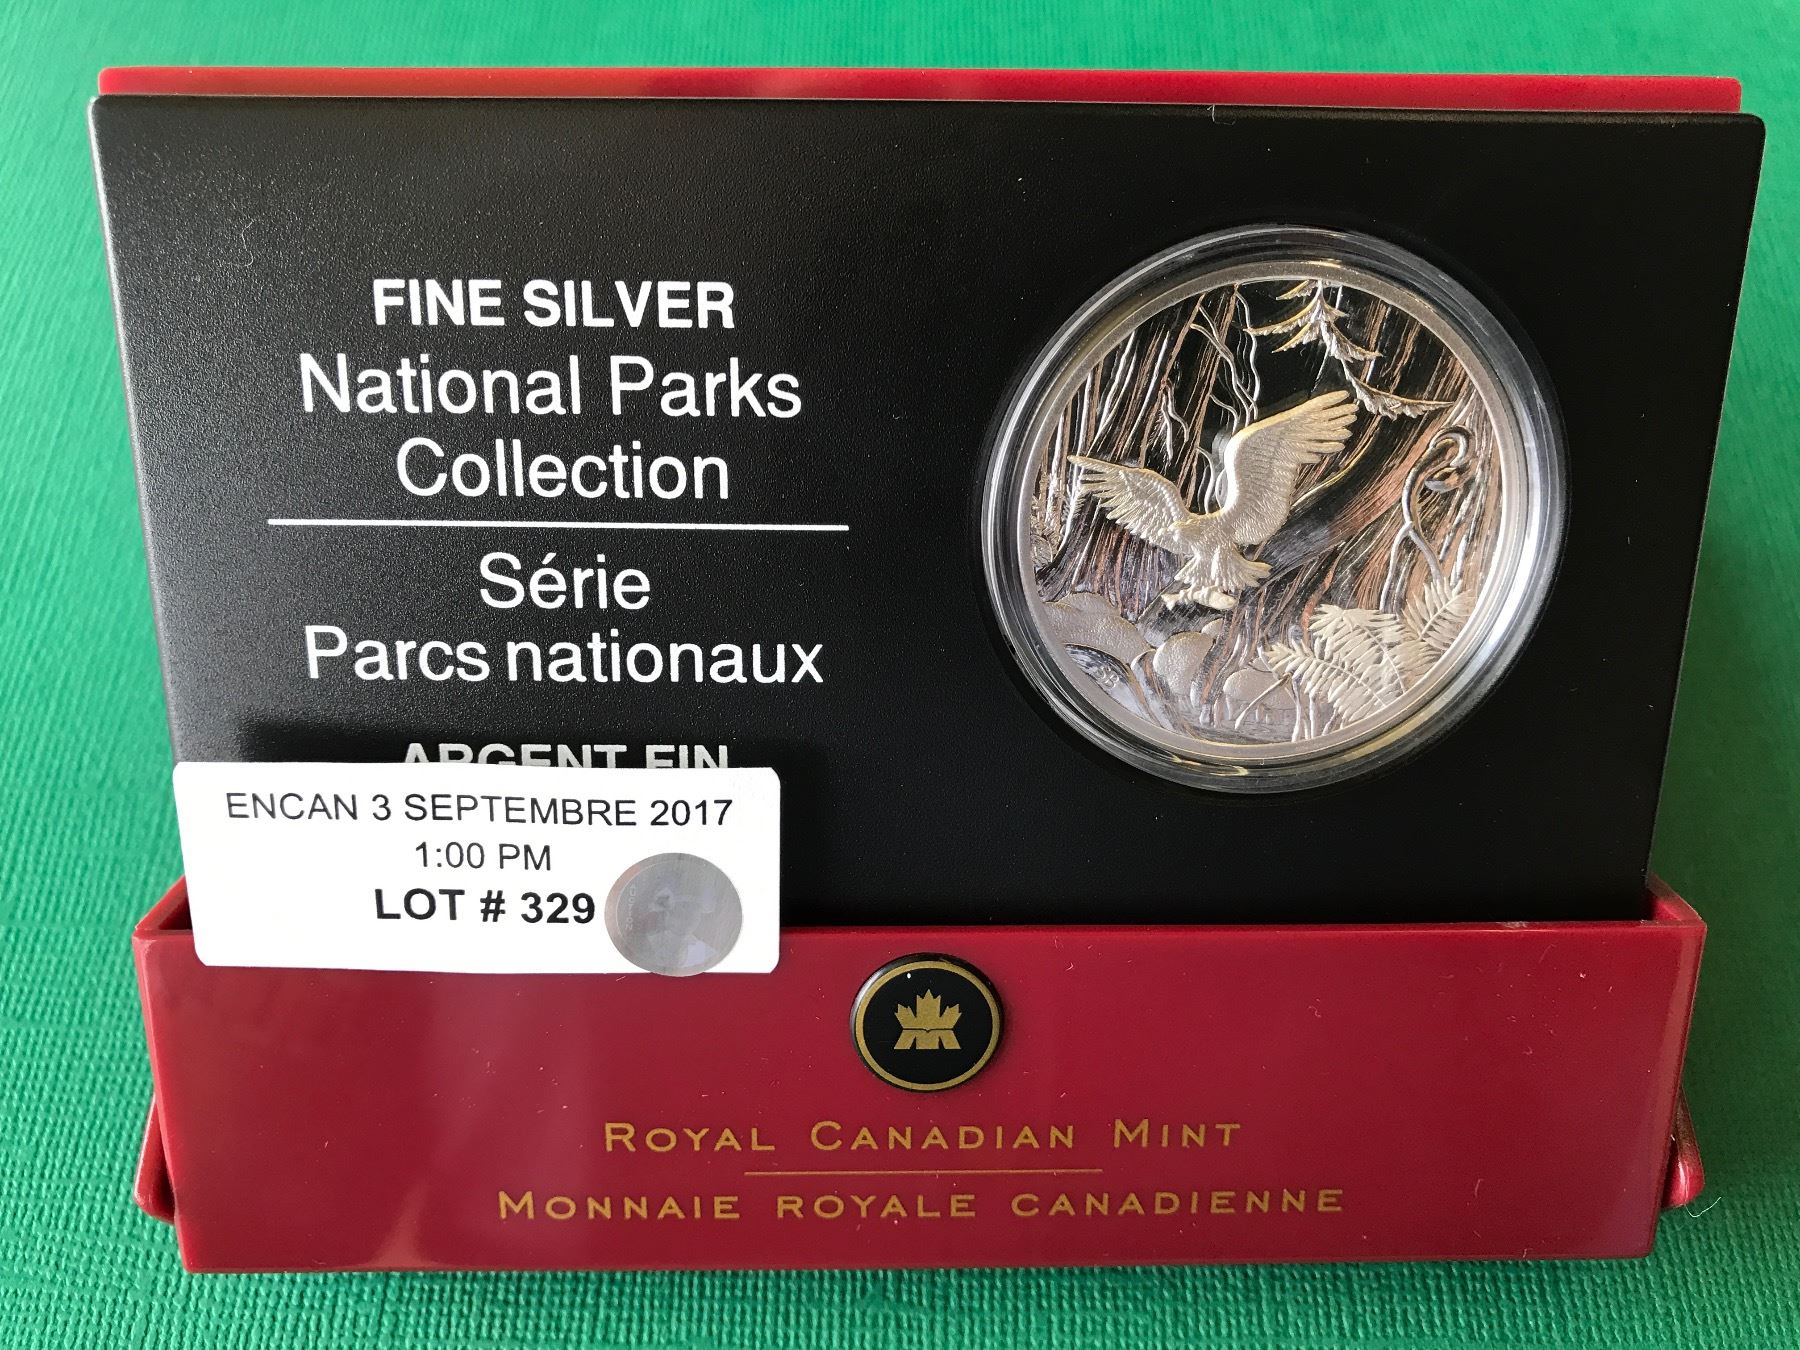 FINE SILVER
National Parks
Collection
Série
Parcs nationaux
ARGENT FIN
ENCAN 3 SEPTEMBRE 2017
1:00 PM
LOT # 329
SB
ROYAL CANADIAN MINT
MONNAIE ROYALE CANADIENNE